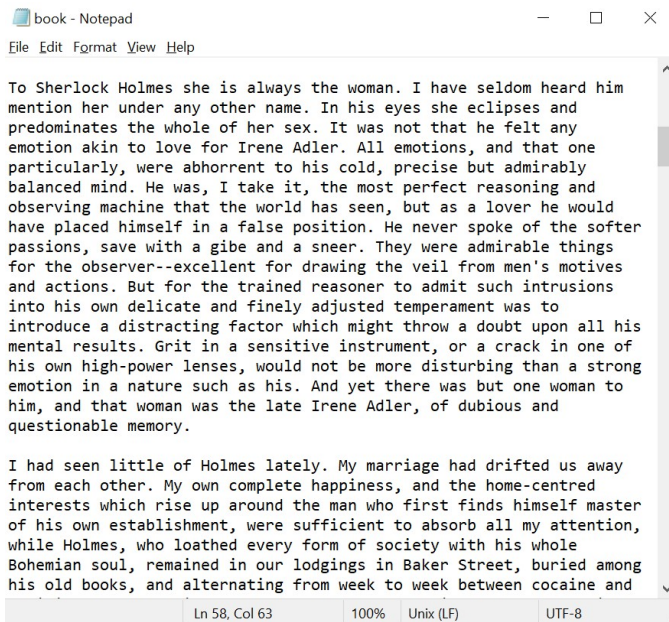 book - Notepad
File Edit Format View Help
To Sherlock Holmes she is always the woman. I have seldom heard him
mention her under any other name. In his eyes she eclipses and
predominates the whole of her sex. It was not that he felt any
emotion akin to love for Irene Adler. All emotions, and that one
particularly, were abhorrent to his cold, precise but admirably
balanced mind. He was, I take it, the most perfect reasoning and
observing machine that the world has seen, but as a lover he would
have placed himself in a false position. He never spoke of the softer
passions, save with a gibe and a sneer. They were admirable things
for the observer--excellent for drawing the veil from men's motives
and actions. But for the trained reasoner to admit such intrusions
into his own delicate and finely adjusted temperament was to
introduce a distracting factor which might throw a doubt upon all his
mental results. Grit in a sensitive instrument, or a crack in one of
his own high-power lenses, would not be more disturbing than a strong
emotion in a nature such as his. And yet there was but one woman to
him, and that woman was the late Irene Adler, of dubious and
questionable memory.
I had seen little of Holmes lately. My marriage had drifted us away
from each other. My own complete happiness, and the home-centred
interests which rise up around the man who first finds himself master
of his own establishment, were sufficient to absorb all my attention,
while Holmes, who loathed every form of society with his whole
Bohemian soul, remained in our lodgings in Baker Street, buried among
his old books, and alternating from week to week between cocaine and
Ln 58, Col 63 100% Unix (LF) UTF-8